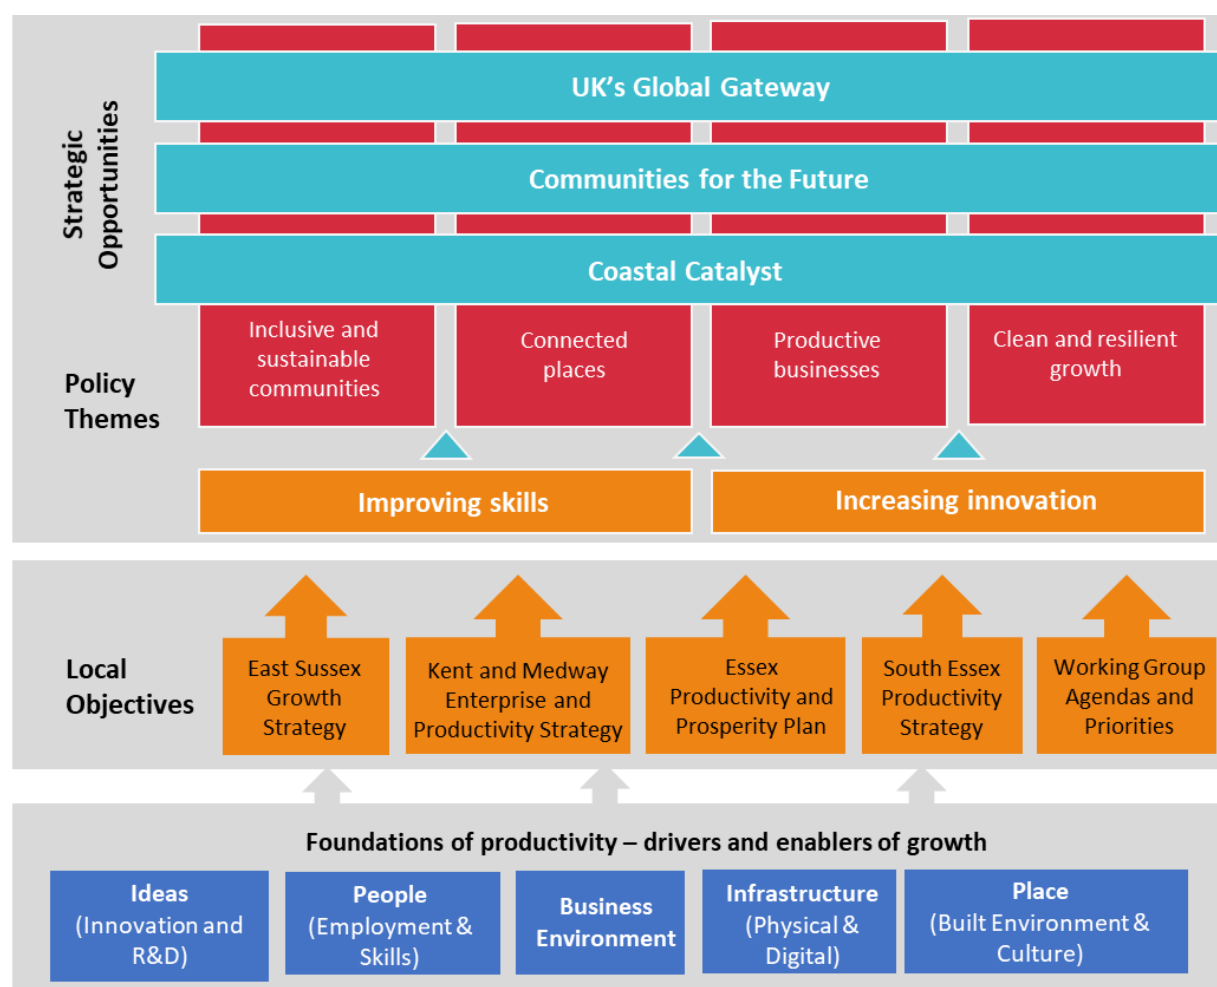 Strategic
Opportunities
UK's Global Gateway
Communities for the Future
Coastal Catalyst
Policy
Themes
Inclusive and
sustainable
communities
Connected
places
Productive
businesses
Clean and resilient
growth
Improving skills
Increasing innovation
Local
Objectives
East Sussex
Growth
Strategy
Kent and Medway
Enterprise and
Productivity Strategy
Essex
Productivity and
Prosperity Plan
South Essex
Productivity
Strategy
Working Group
Agendas and
Priorities
Foundations of productivity – drivers and enablers of growth
Ideas
(Innovation and
R&D)
People
(Employment &
Skills)
Business
Environment
Infrastructure
(Physical &
Digital)
Place
(Built Environment &
Culture)